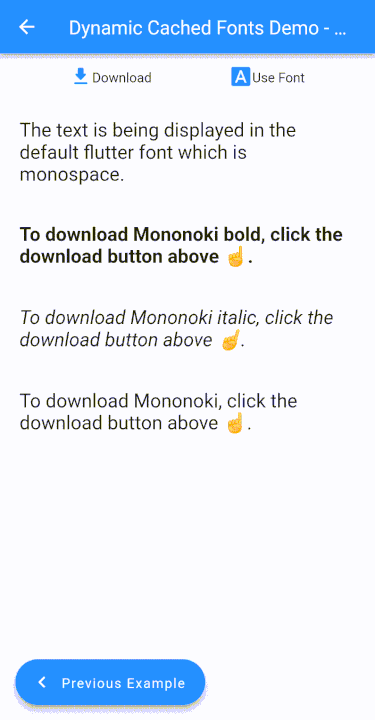 Dynamic Cached Fonts Demo - ...
Download
A Use Font
The text is being displayed in the
default flutter font which is
monospace.
To download Mononoki bold, click the
download button above ☝️.
To download Mononoki italic, click the
download button above ☝️.
To download Mononoki, click the
download button above ☝️.
Previous Example